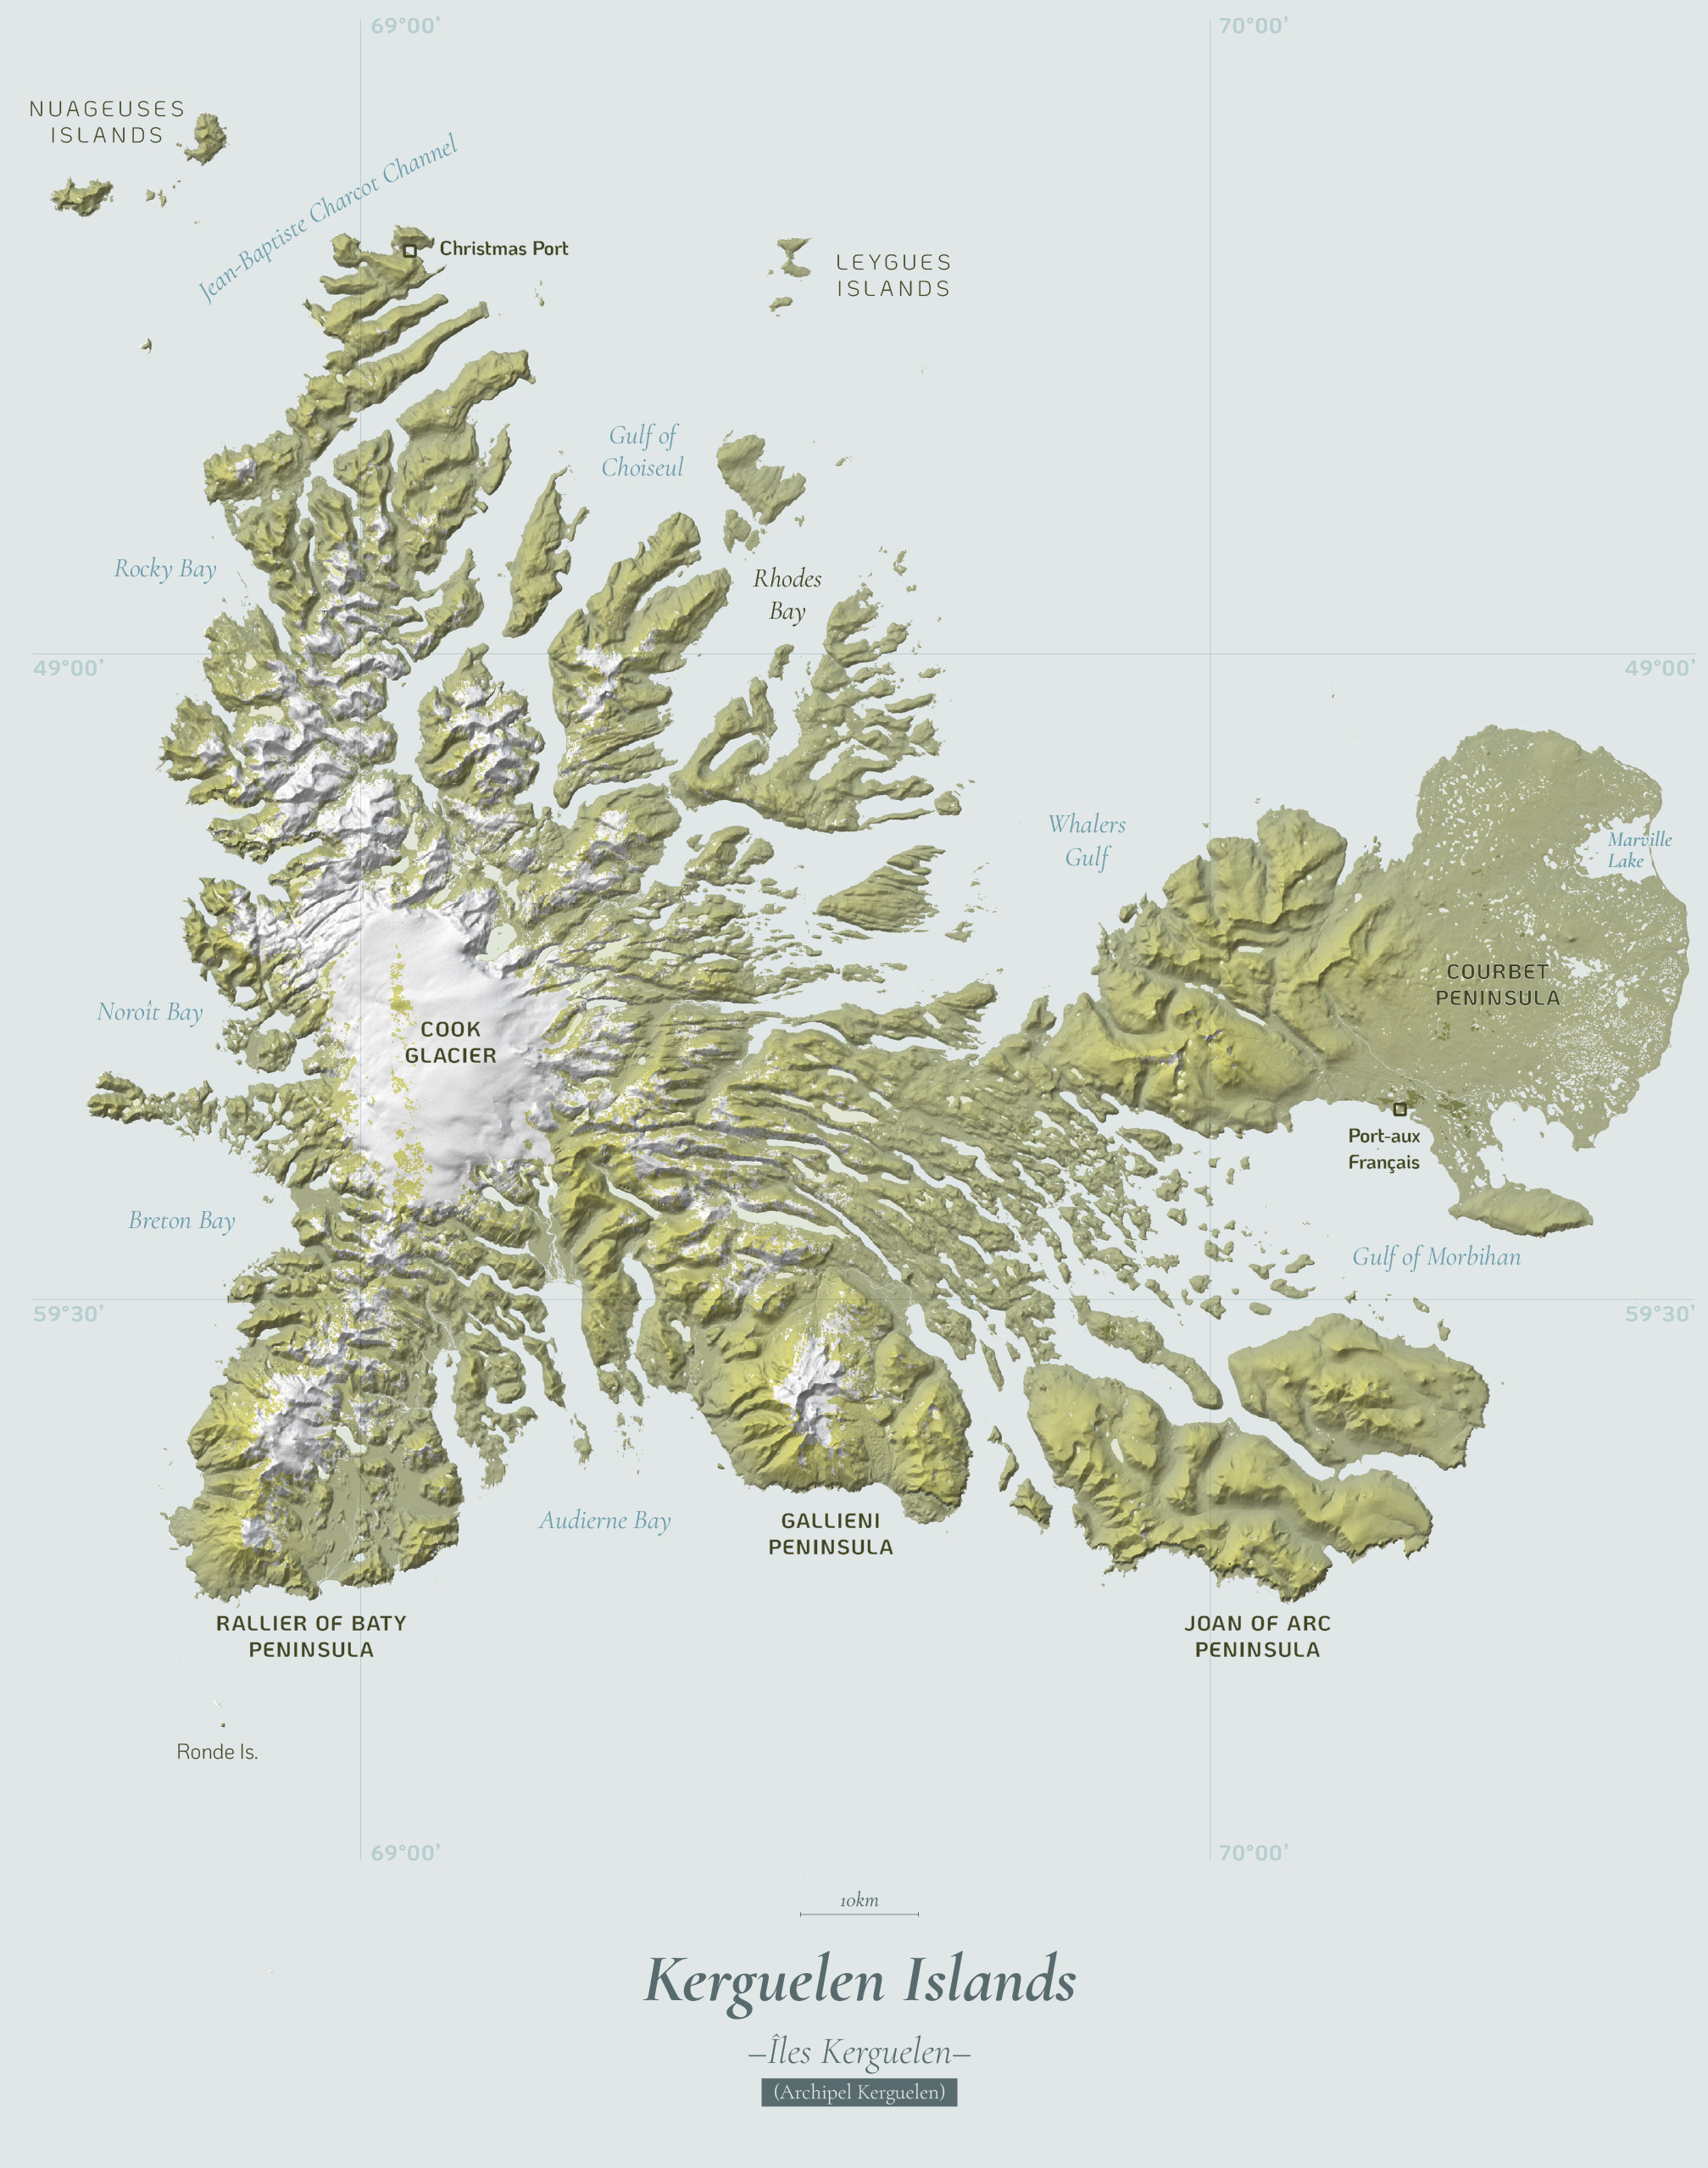 69°00’
70°00’
NUAGEUSES
ISLANDS
Jean-Baptiste Charcot Channel
Christmas Port
LEYGUES
ISLANDS
Gulf of
Choiseul
Rocky Bay
Rhodes
Bay
49°00’
49°00’
Whalers
Gulf
Marville
Lake
COURBET
PENINSULA
Noroît Bay
COOK
GLACIER
Port-aux
Français
Breton Bay
Gulf of Morbihan
59°30’
59°30’
Audierne Bay
GALLIENI
PENINSULA
RALLIER OF BATY
PENINSULA
JOAN OF ARC
PENINSULA
Ronde Is.
69°00’
70°00’
10km
Kerguelen Islands
–Îles Kerguelen–
(Archipel Kerguelen)